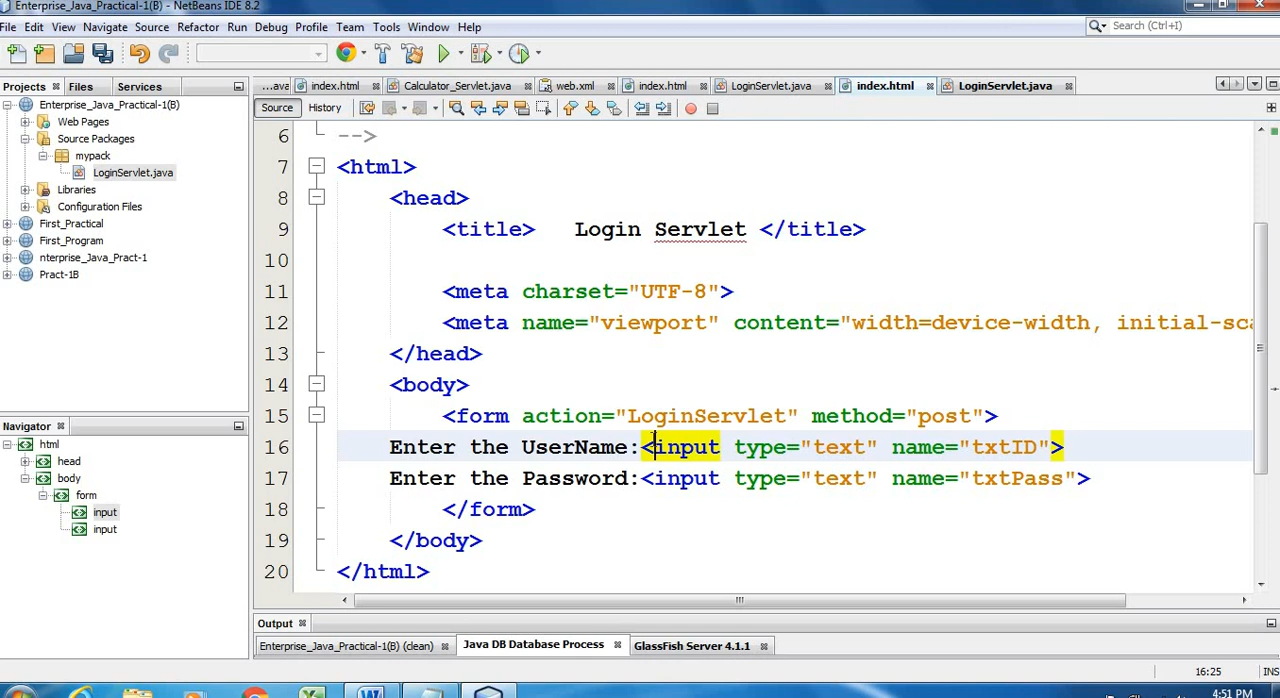 Enterprise_Java_Practical-1(B) - NetBeans IDE 8.2
File Edit View Navigate Source Refactor Run Debug Profile Team Tools Window Help
Search (Ctrl+I)
Projects Files Services
...ava index.html Calculator_Servlet.java web.xml index.html LoginServlet.java index.html LoginServlet.java
Source History
Enterprise_Java_Practical-1(B)
Web Pages
Source Packages
mypack
LoginServlet.java
Libraries
Configuration Files
First_Practical
First_Program
nterprise_Java_Pract-1
Pract-1B
Navigator
html
head
body
form
input
input
6 -->
7 <html>
8 <head>
9 <title> Login Servlet </title>
10
11 <meta charset="UTF-8">
12 <meta name="viewport" content="width=device-width, initial-sca
13 </head>
14 <body>
15 <form action="LoginServlet" method="post">
16 Enter the UserName:<input type="text" name="txtID">
17 Enter the Password:<input type="text" name="txtPass">
18 </form>
19 </body>
20 </html>
Output
Enterprise_Java_Practical-1(B) (clean) Java DB Database Process GlassFish Server 4.1.1
16:25 INS
4:51 PM